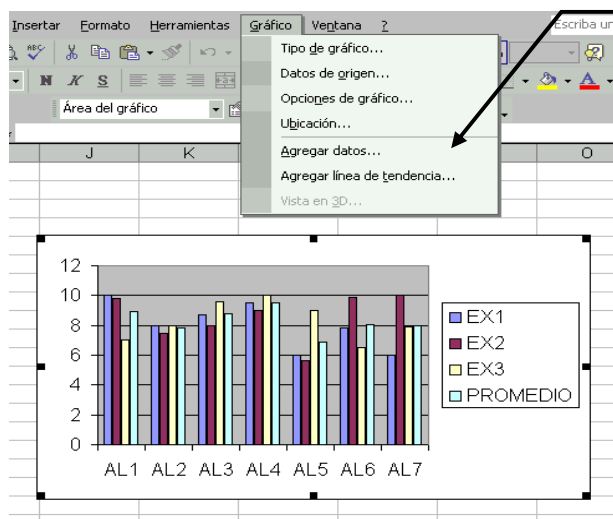 Insertar Eormato Herramientas Gráfico Ventana ?
Escriba un
ABC
N K S
A
Área del gráfico
Tipo de gráfico...
Datos de origen...
Opciones de gráfico...
Ubicación...
Agregar datos...
Agregar línea de tendencia...
Vista en 3D...
J K O
12
10
8
6
4
2
0
AL1 AL2 AL3 AL4 AL5 AL6 AL7
EX1
EX2
EX3
PROMEDIO